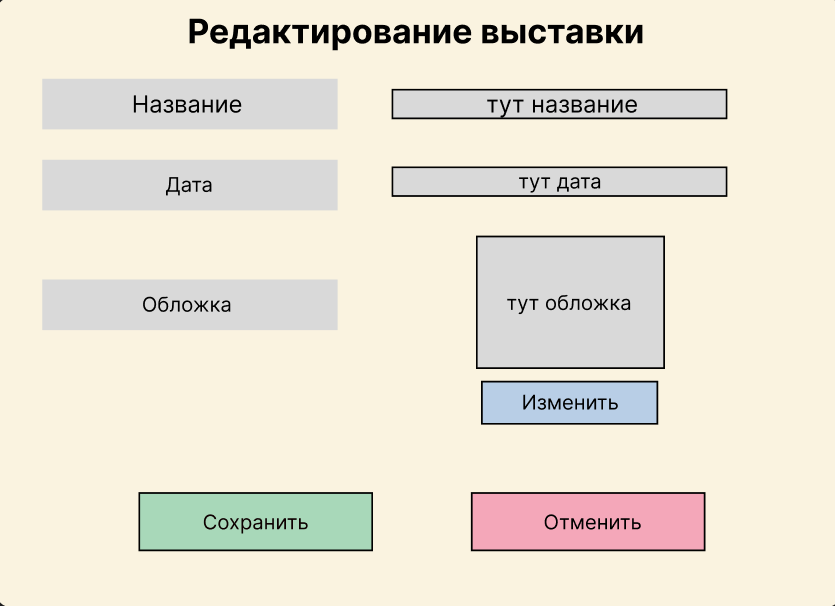 Редактирование выставки
Название
тут название
Дата
тут дата
Обложка
тут обложка
Изменить
Сохранить
Отменить